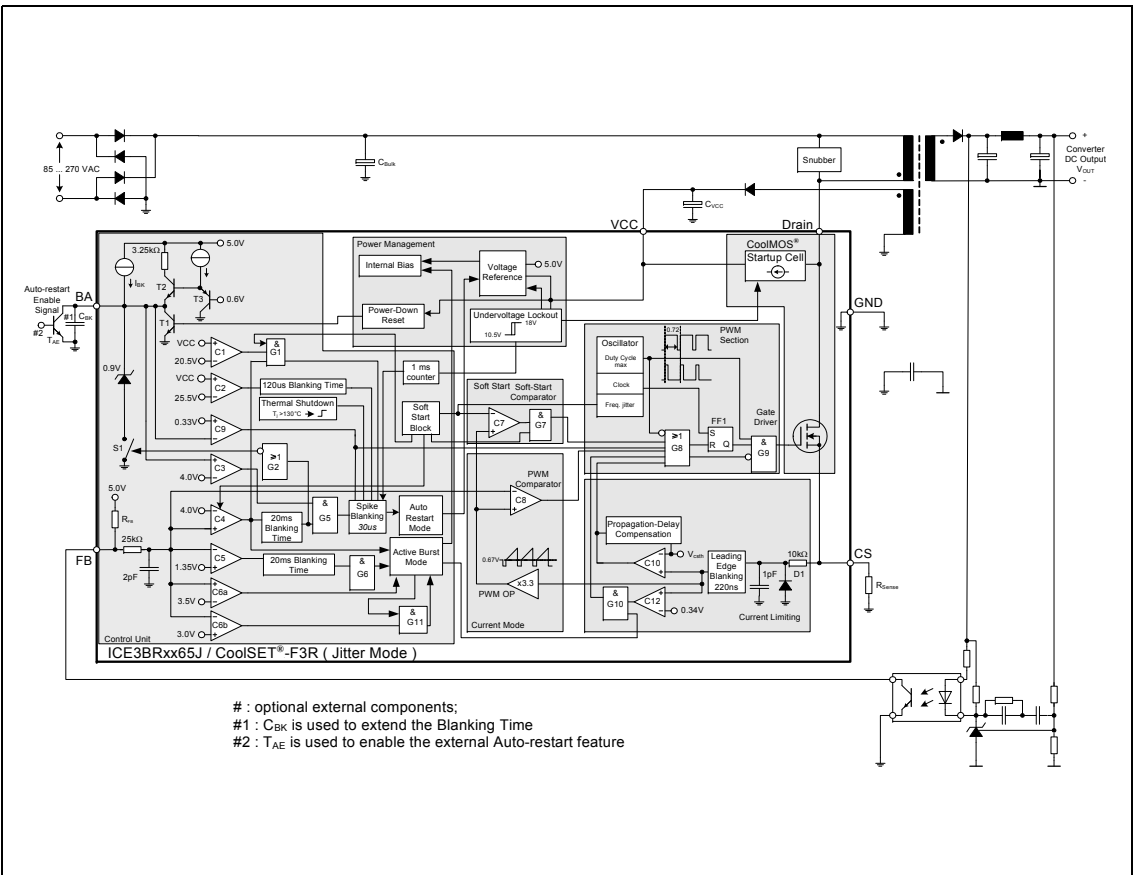 85 ... 270 VAC
CBulk
Snubber
+
Converter
DC Output
VOUT
-
CVCC
VCC
Drain
CoolMOS®
Startup Cell
GND
CS
BA
FB
Auto-restart
Enable
Signal
#1
CBK
#2
TAE
3.25kΩ
5.0V
IBK
T2
T3
0.6V
T1
0.9V
S1
Power Management
Internal Bias
Voltage
Reference
5.0V
Power-Down
Reset
Undervoltage Lockout
18V
10.5V
VCC
C1
20.5V
&
G1
VCC
C2
25.5V
120us Blanking Time
Thermal Shutdown
Tj >130°C
0.33V
C9
≥1
G2
C3
4.0V
1 ms
counter
Soft Start
Soft-Start
Comparator
Soft
Start
Block
C7
&
G7
Oscillator
Duty Cycle
max
Clock
Freq. jitter
0.72
PWM
Section
FF1
S
R
Q
Gate
Driver
≥1
G8
&
G9
5.0V
25kΩ
2pF
4.0V
C4
20ms
Blanking
Time
&
G5
Spike
Blanking
30us
Auto
Restart
Mode
C5
1.35V
20ms Blanking
Time
&
G6
Active Burst
Mode
C6a
3.5V
C6b
3.0V
&
G11
Control Unit
PWM
Comparator
C8
0.67V
x3.3
PWM OP
Current Mode
Propagation-Delay
Compensation
Vcsth
C10
Leading
Edge
Blanking
220ns
10kΩ
1pF
D1
&
G10
C12
0.34V
Current Limiting
RSense
ICE3BRxx65J / CoolSET®-F3R ( Jitter Mode )
# : optional external components;
#1 : CBK is used to extend the Blanking Time
#2 : TAE is used to enable the external Auto-restart feature